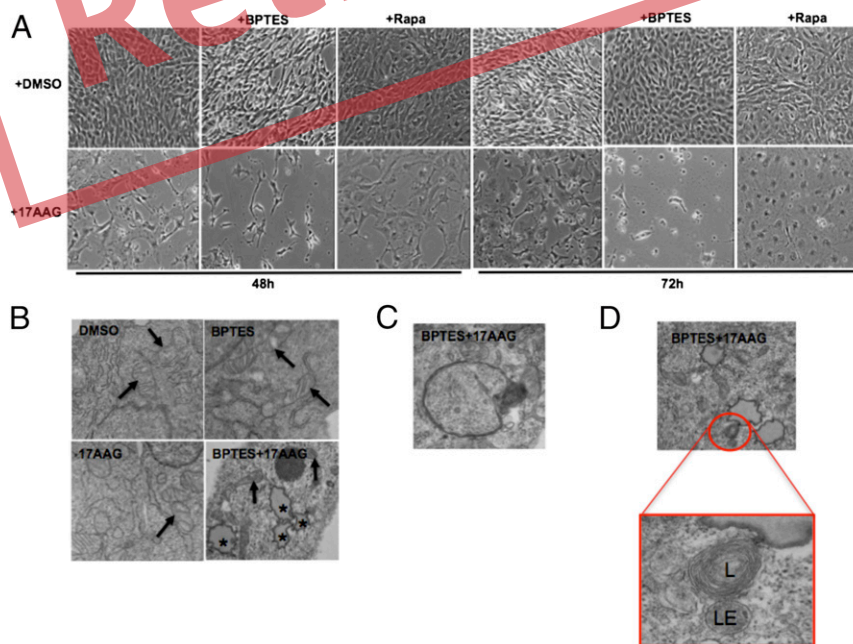 A
+BPTES
+Rapa
+BPTES
+Rapa
+DMSO
+17AAG
48h
72h
B
DMSO
BPTES
17AAG
BPTES+17AAG
*
*
*
*
C
BPTES+17AAG
D
BPTES+17AAG
L
LE